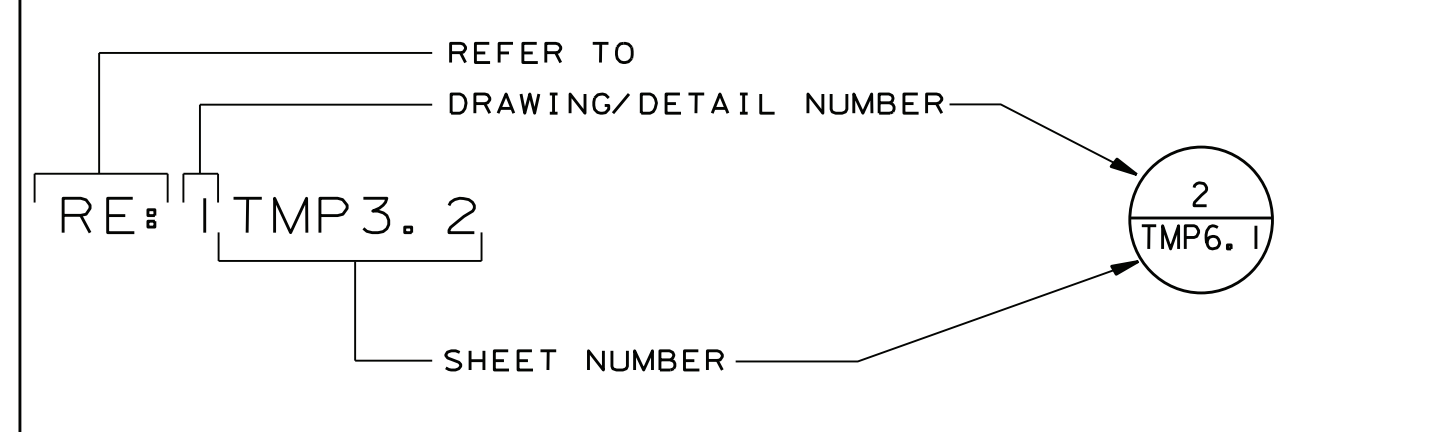 REFER TO
DRAWING/DETAIL NUMBER
RE: 1 TMP3.2
2
TMP6.1
SHEET NUMBER